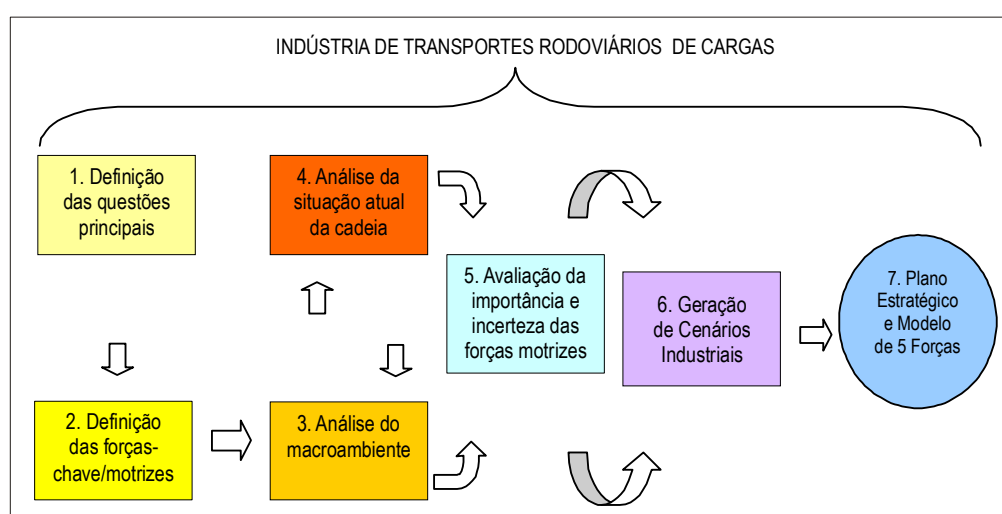 INDÚSTRIA DE TRANSPORTES RODOVIÁRIOS DE CARGAS
1. Definição
das questões
principais
2. Definição
das forças-
chave/motrizes
3. Análise do
macroambiente
4. Análise da
situação atual
da cadeia
5. Avaliação da
importância e
incerteza das
forças motrizes
6. Geração
de Cenários
Industriais
7. Plano
Estratégico
e Modelo
de 5 Forças